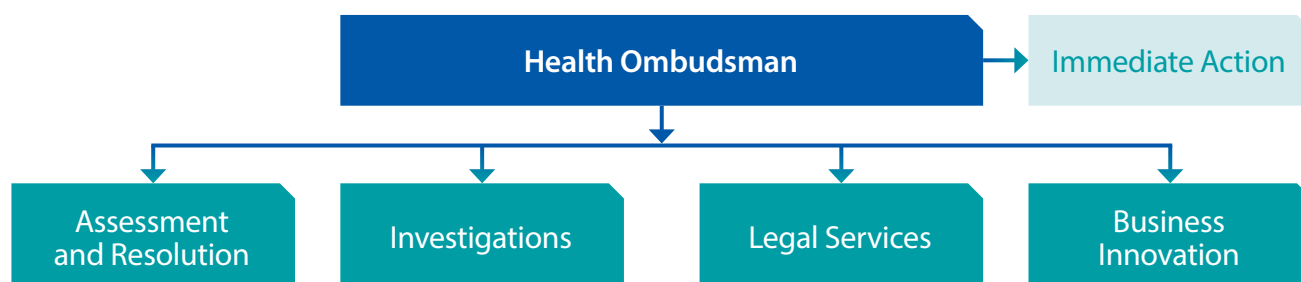 Health Ombudsman
Immediate Action
Assessment
and Resolution
Investigations
Legal Services
Business
Innovation